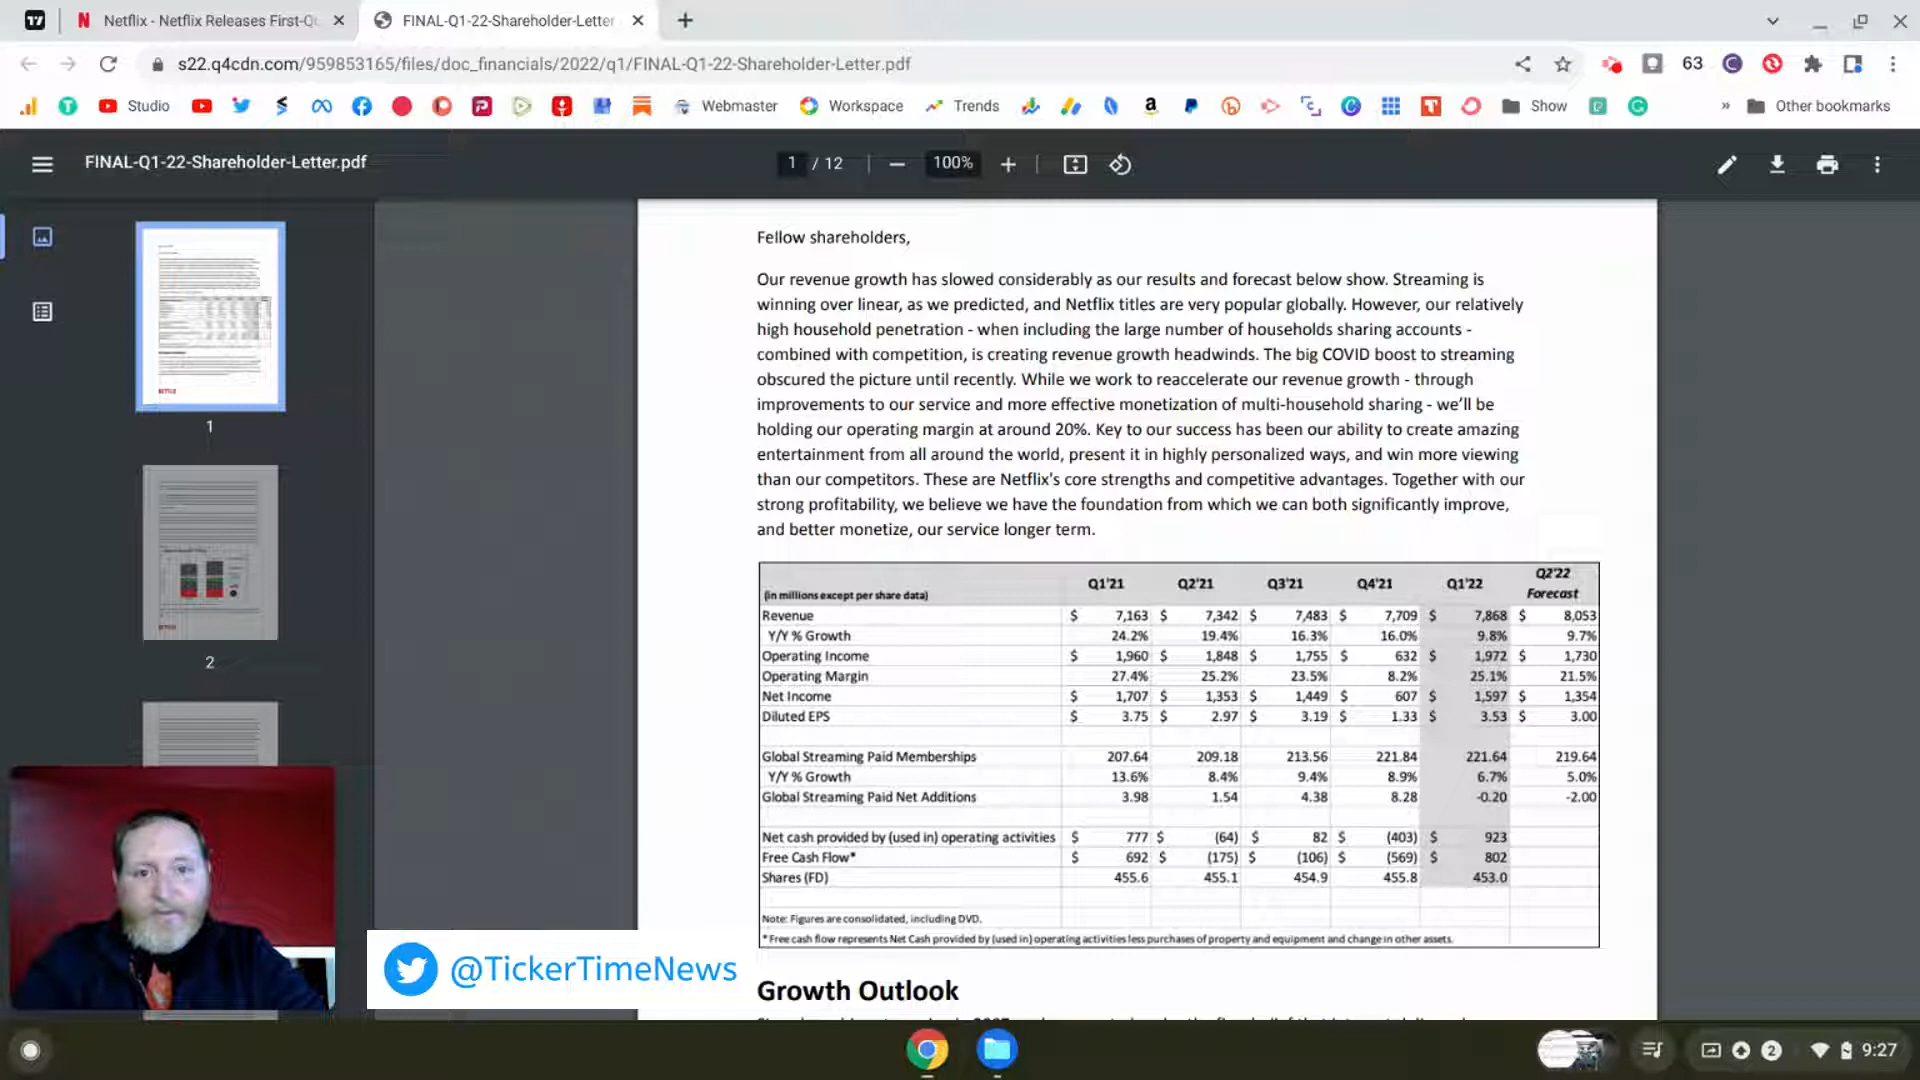 Netflix - Netflix Releases First-Qu
FINAL-Q1-22-Shareholder-Letter
s22.q4cdn.com/959853165/files/doc_financials/2022/q1/FINAL-Q1-22-Shareholder-Letter.pdf
63
Studio
Webmaster
Workspace
Trends
Show
Other bookmarks
FINAL-Q1-22-Shareholder-Letter.pdf
1 / 12
100%
1
2
Fellow shareholders,
Our revenue growth has slowed considerably as our results and forecast below show. Streaming is
winning over linear, as we predicted, and Netflix titles are very popular globally. However, our relatively
high household penetration - when including the large number of households sharing accounts -
combined with competition, is creating revenue growth headwinds. The big COVID boost to streaming
obscured the picture until recently. While we work to reaccelerate our revenue growth - through
improvements to our service and more effective monetization of multi-household sharing - we'll be
holding our operating margin at around 20%. Key to our success has been our ability to create amazing
entertainment from all around the world, present it in highly personalized ways, and win more viewing
than our competitors. These are Netflix's core strengths and competitive advantages. Together with our
strong profitability, we believe we have the foundation from which we can both significantly improve,
and better monetize, our service longer term.
(in millions except per share data) Q1'21 Q2'21 Q3'21 Q4'21 Q1'22 Q2'22 Forecast
Revenue $ 7,163 $ 7,342 $ 7,483 $ 7,709 $ 7,868 $ 8,053
Y/Y % Growth 24.2% 19.4% 16.3% 16.0% 9.8% 9.7%
Operating Income $ 1,960 $ 1,848 $ 1,755 $ 632 $ 1,972 $ 1,730
Operating Margin 27.4% 25.2% 23.5% 8.2% 25.1% 21.5%
Net Income $ 1,707 $ 1,353 $ 1,449 $ 607 $ 1,597 $ 1,354
Diluted EPS $ 3.75 $ 2.97 $ 3.19 $ 1.33 $ 3.53 $ 3.00
Global Streaming Paid Memberships 207.64 209.18 213.56 221.84 221.64 219.64
Y/Y % Growth 13.6% 8.4% 9.4% 8.9% 6.7% 5.0%
Global Streaming Paid Net Additions 3.98 1.54 4.38 8.28 -0.20 -2.00
Net cash provided by (used in) operating activities $ 777 $ (64) $ 82 $ (403) $ 923
Free Cash Flow* $ 692 $ (175) $ (106) $ (569) $ 802
Shares (FD) 455.6 455.1 454.9 455.8 453.0
Note: Figures are consolidated, including DVD.
*Free cash flow represents Net Cash provided by (used in) operating activities less purchases of property and equipment and change in other assets.
Growth Outlook
@TickerTimeNews
2
9:27